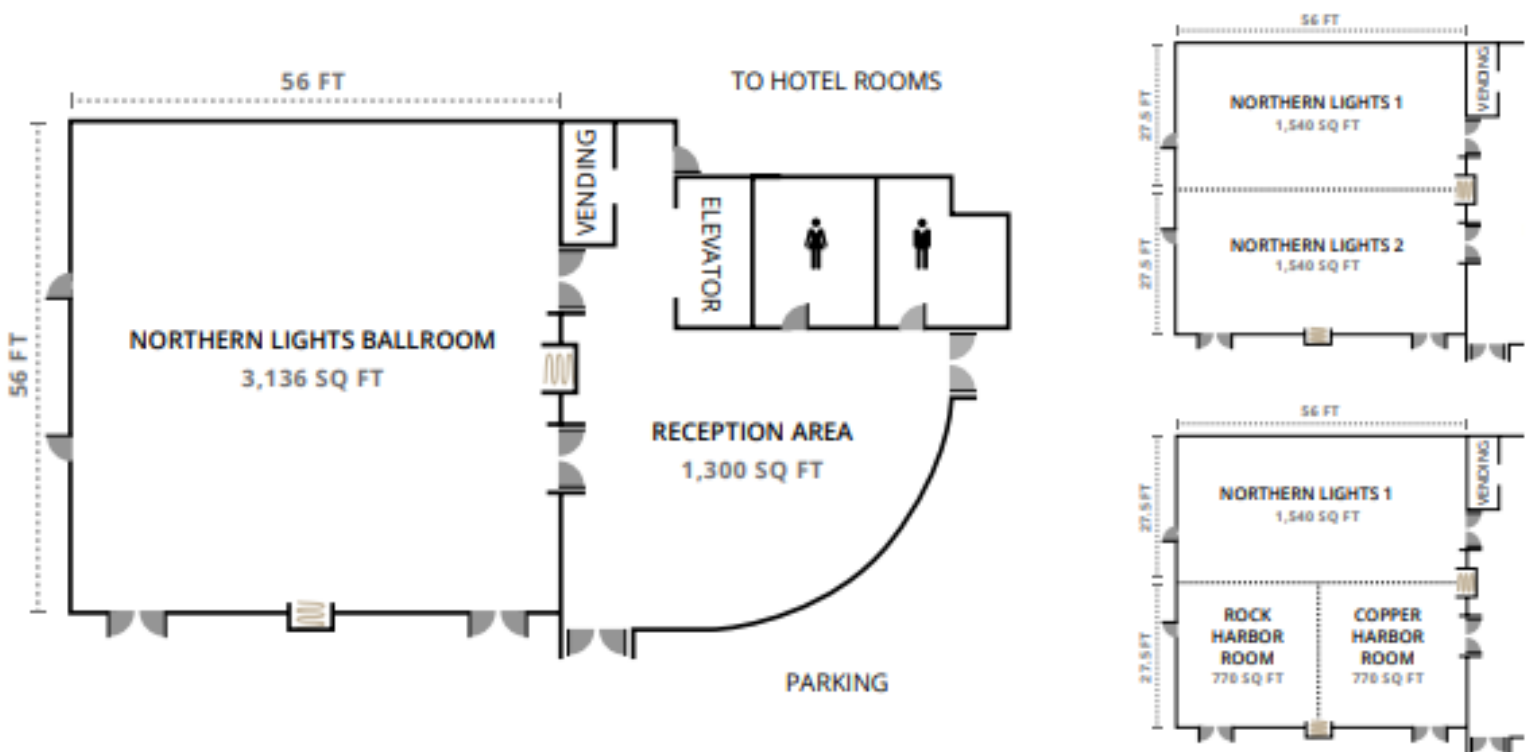 56 FT
TO HOTEL ROOMS
VENDING
ELEVATOR
56 FT
NORTHERN LIGHTS BALLROOM
3,136 SQ FT
RECEPTION AREA
1,300 SQ FT
PARKING
56 FT
VENDING
27.5 FT
NORTHERN LIGHTS 1
1,540 SQ FT
27.5 FT
NORTHERN LIGHTS 2
1,540 SQ FT
56 FT
VENDING
27.5 FT
NORTHERN LIGHTS 1
1,540 SQ FT
27.5 FT
ROCK
HARBOR
ROOM
770 SQ FT
COPPER
HARBOR
ROOM
770 SQ FT